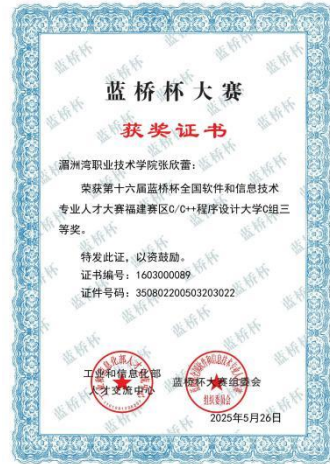 蓝桥杯大赛
获奖证书
湄洲湾职业技术学院张欣蕾：
荣获第十六届蓝桥杯全国软件和信息技术
专业人才大赛福建赛区C/C++程序设计大学C组三
等奖。
特发此证，以资鼓励。
证书编号：1603000089
证件号码：350802200503203022
工业和信息化部
人才交流中心
蓝桥杯大赛组委会
2025年5月26日